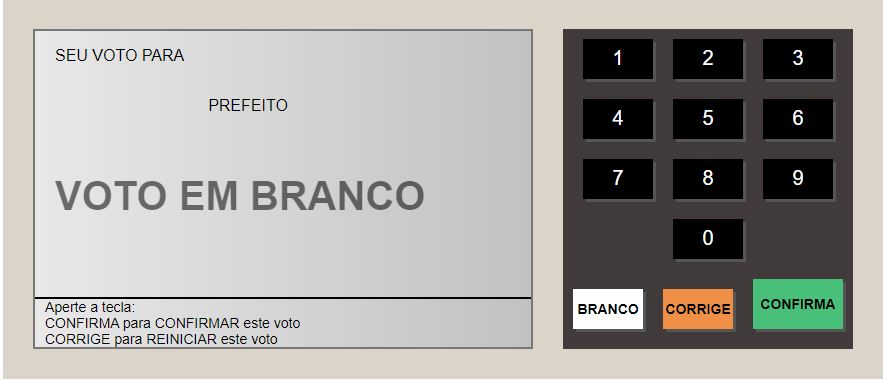 SEU VOTO PARA
PREFEITO
VOTO EM BRANCO
Aperte a tecla:
CONFIRMA para CONFIRMAR este voto
CORRIGE para REINICIAR este voto
1 2 3
4 5 6
7 8 9
0
BRANCO CORRIGE CONFIRMA